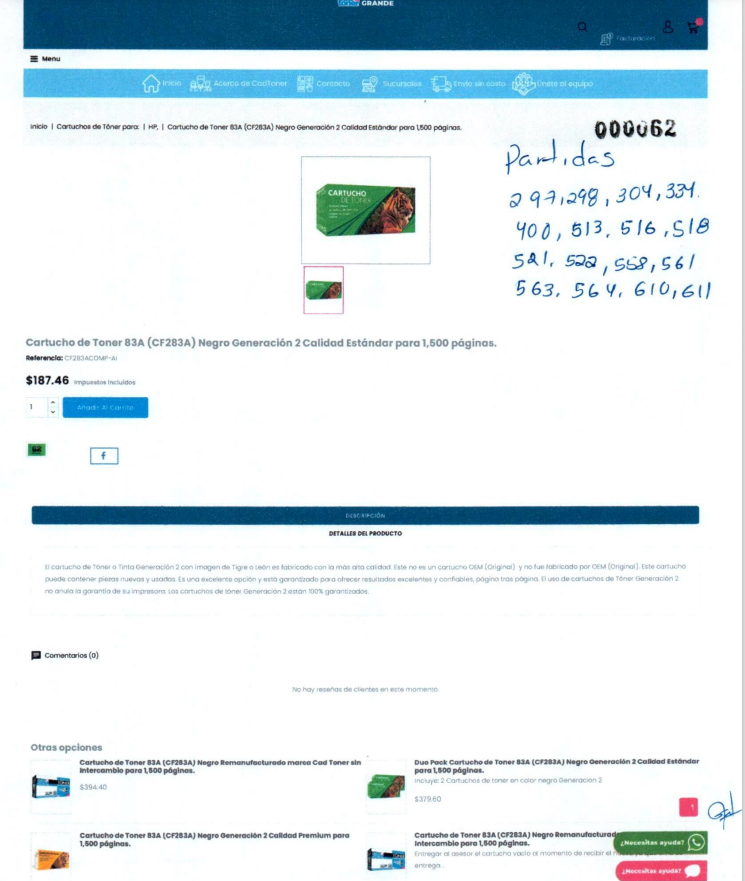 GRANDE
Facturación
Menu
Inicio Acerca de CadToner Contacto Sucursales Envío sin costo Únete al equipo
Inicio | Cartuchos de Tóner para: | HP, | Cartucho de Toner 83A (CF283A) Negro Generación 2 Calidad Estándar para 1,500 páginas.
000062
Partidas
297,298, 304, 334.
400, 513, 516, 518
521, 522, 558, 561
563, 564, 610, 611
CARTUCHO
DE TONER
Cartucho de Toner 83A (CF283A) Negro Generación 2 Calidad Estándar para 1,500 páginas.
Referencia: CF283ACOMP-AI
$187.46 Impuestos incluidos
1 Añadir Al Carrito
f
DESCRIPCIÓN
DETALLES DEL PRODUCTO
El cartucho de Tóner o Tinta Generación 2 con imagen de Tigre o León es fabricado con la más alta calidad. Este no es un cartucho OEM (Original) y no fue fabricado por OEM (Original). Este cartucho
puede contener piezas nuevas y usadas. Es una excelente opción y está garantizado para ofrecer resultados excelentes y confiables, página tras página. El uso de cartuchos de Tóner Generación 2
no anula la garantía de su impresora. Los cartuchos de tóner Generación 2 están 100% garantizados.
Comentarios (0)
No hay reseñas de clientes en este momento.
Otras opciones
Cartucho de Toner 83A (CF283A) Negro Remanufacturado marca Cad Toner sin
Intercambio para 1,500 páginas.
$394.40
Duo Pack Cartucho de Toner 83A (CF283A) Negro Generación 2 Calidad Estándar
para 1,500 páginas.
Incluye: 2 Cartuchos de toner en color negro Generación 2
$379.60
1
Cartucho de Toner 83A (CF283A) Negro Generación 2 Calidad Premium para
1,500 páginas.
Cartucho de Toner 83A (CF283A) Negro Remanufacturado
Intercambio para 1,500 páginas.
Entregar al asesor el cartucho vacío al momento de recibir el
entrega...
¿Necesitas ayuda?
¿Necesitas ayuda?